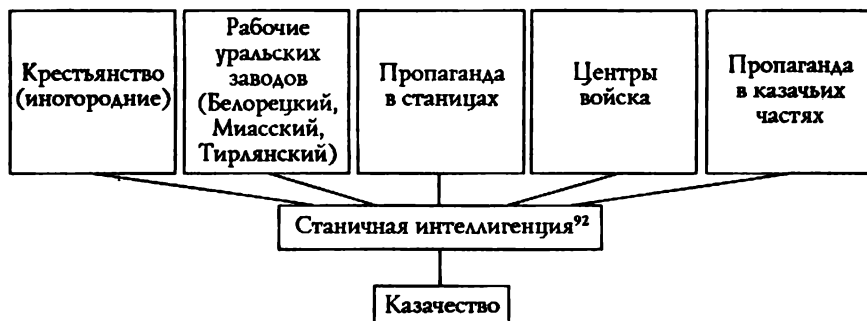 Крестьянство
(иногородние)
Рабочие
уральских
заводов
(Белорецкий,
Миасский,
Тирлянский)
Пропаганда
в станицах
Центры
войска
Пропаганда
в казачьих
частях
Станичная интеллигенция⁹²
Казачество